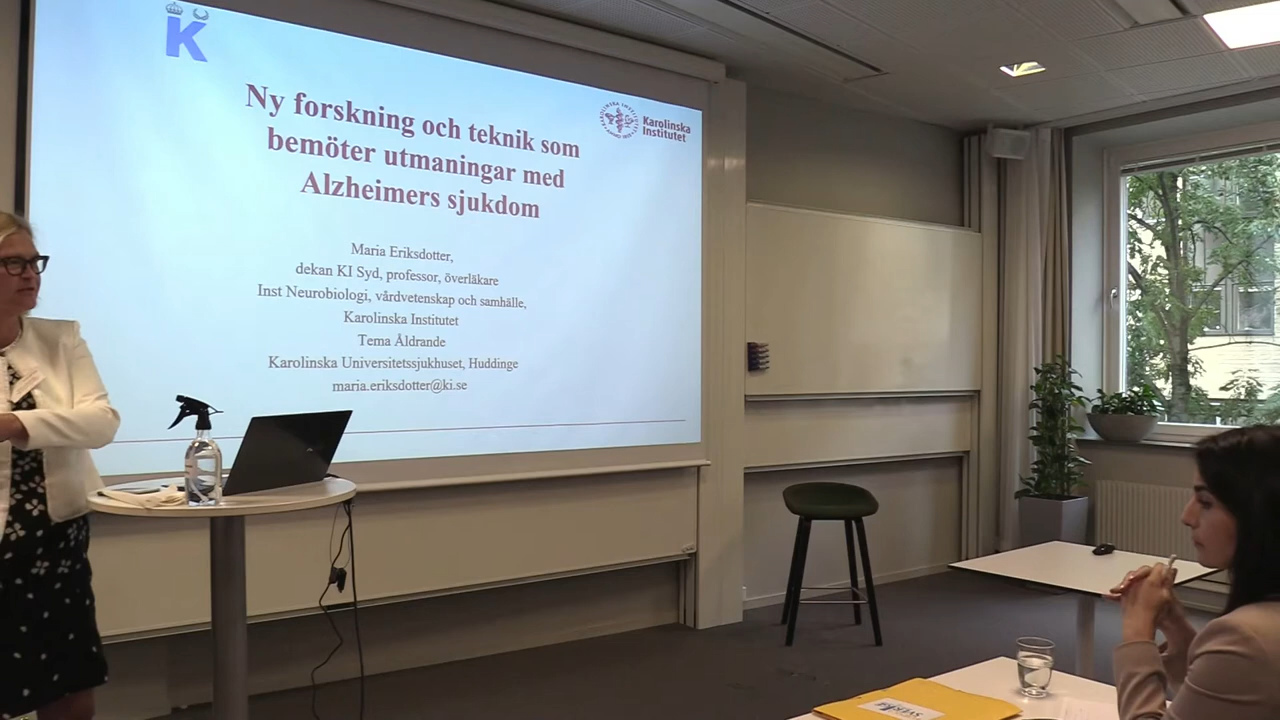 K
Ny forskning och teknik som
bemöter utmaningar med
Alzheimers sjukdom
Karolinska
Institutet
Maria Eriksdotter,
dekan KI Syd, professor, överläkare
Inst Neurobiologi, vårdvetenskap och samhälle,
Karolinska Institutet
Tema Åldrande
Karolinska Universitetssjukhuset, Huddinge
maria.eriksdotter@ki.se